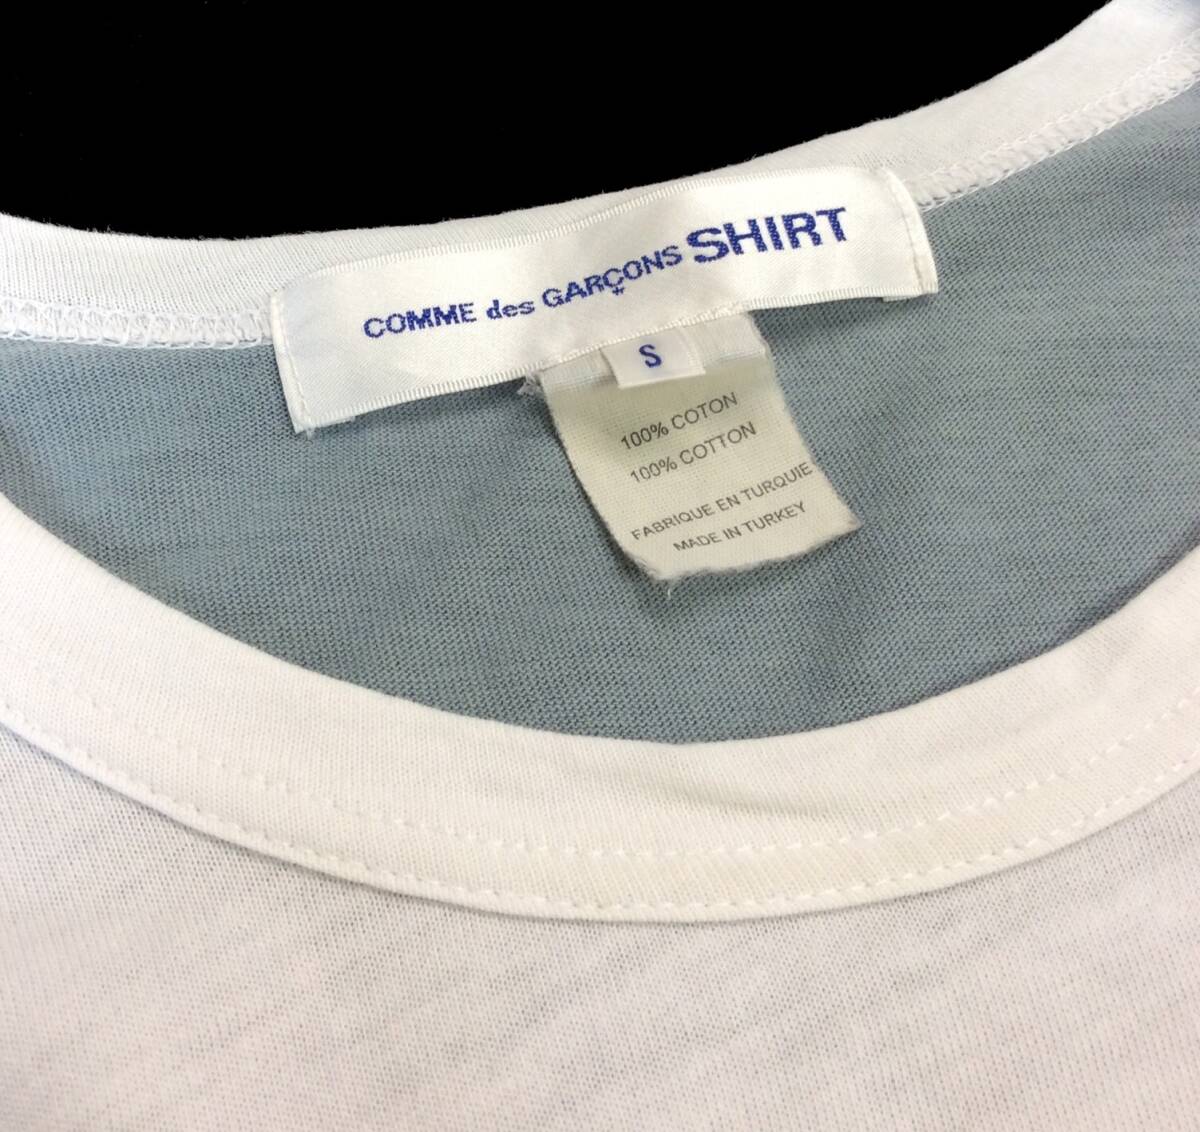 COMME des GARÇONS SHIRT
S
100% COTON
100% COTTON
FABRIQUE EN TURQUIE
MADE IN TURKEY